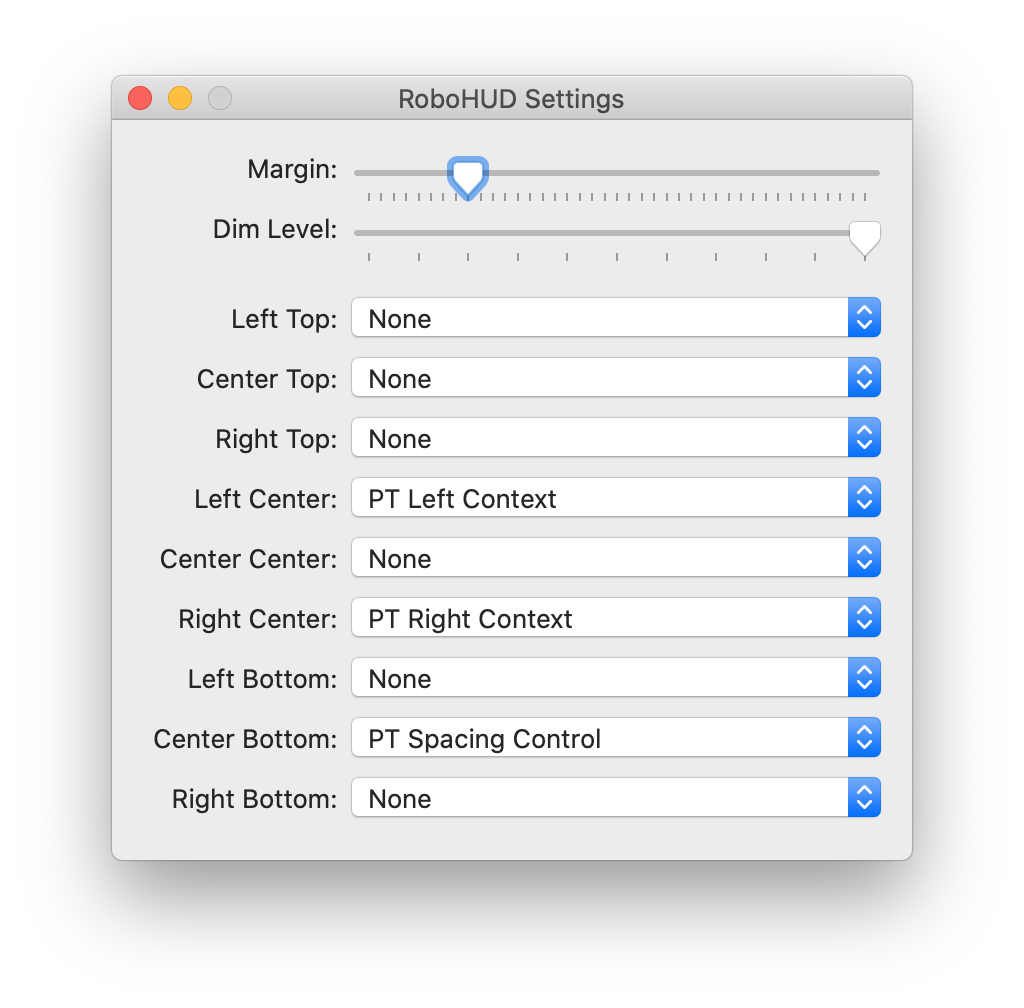 RoboHUD Settings
Margin:
Dim Level:
Left Top: None
Center Top: None
Right Top: None
Left Center: PT Left Context
Center Center: None
Right Center: PT Right Context
Left Bottom: None
Center Bottom: PT Spacing Control
Right Bottom: None